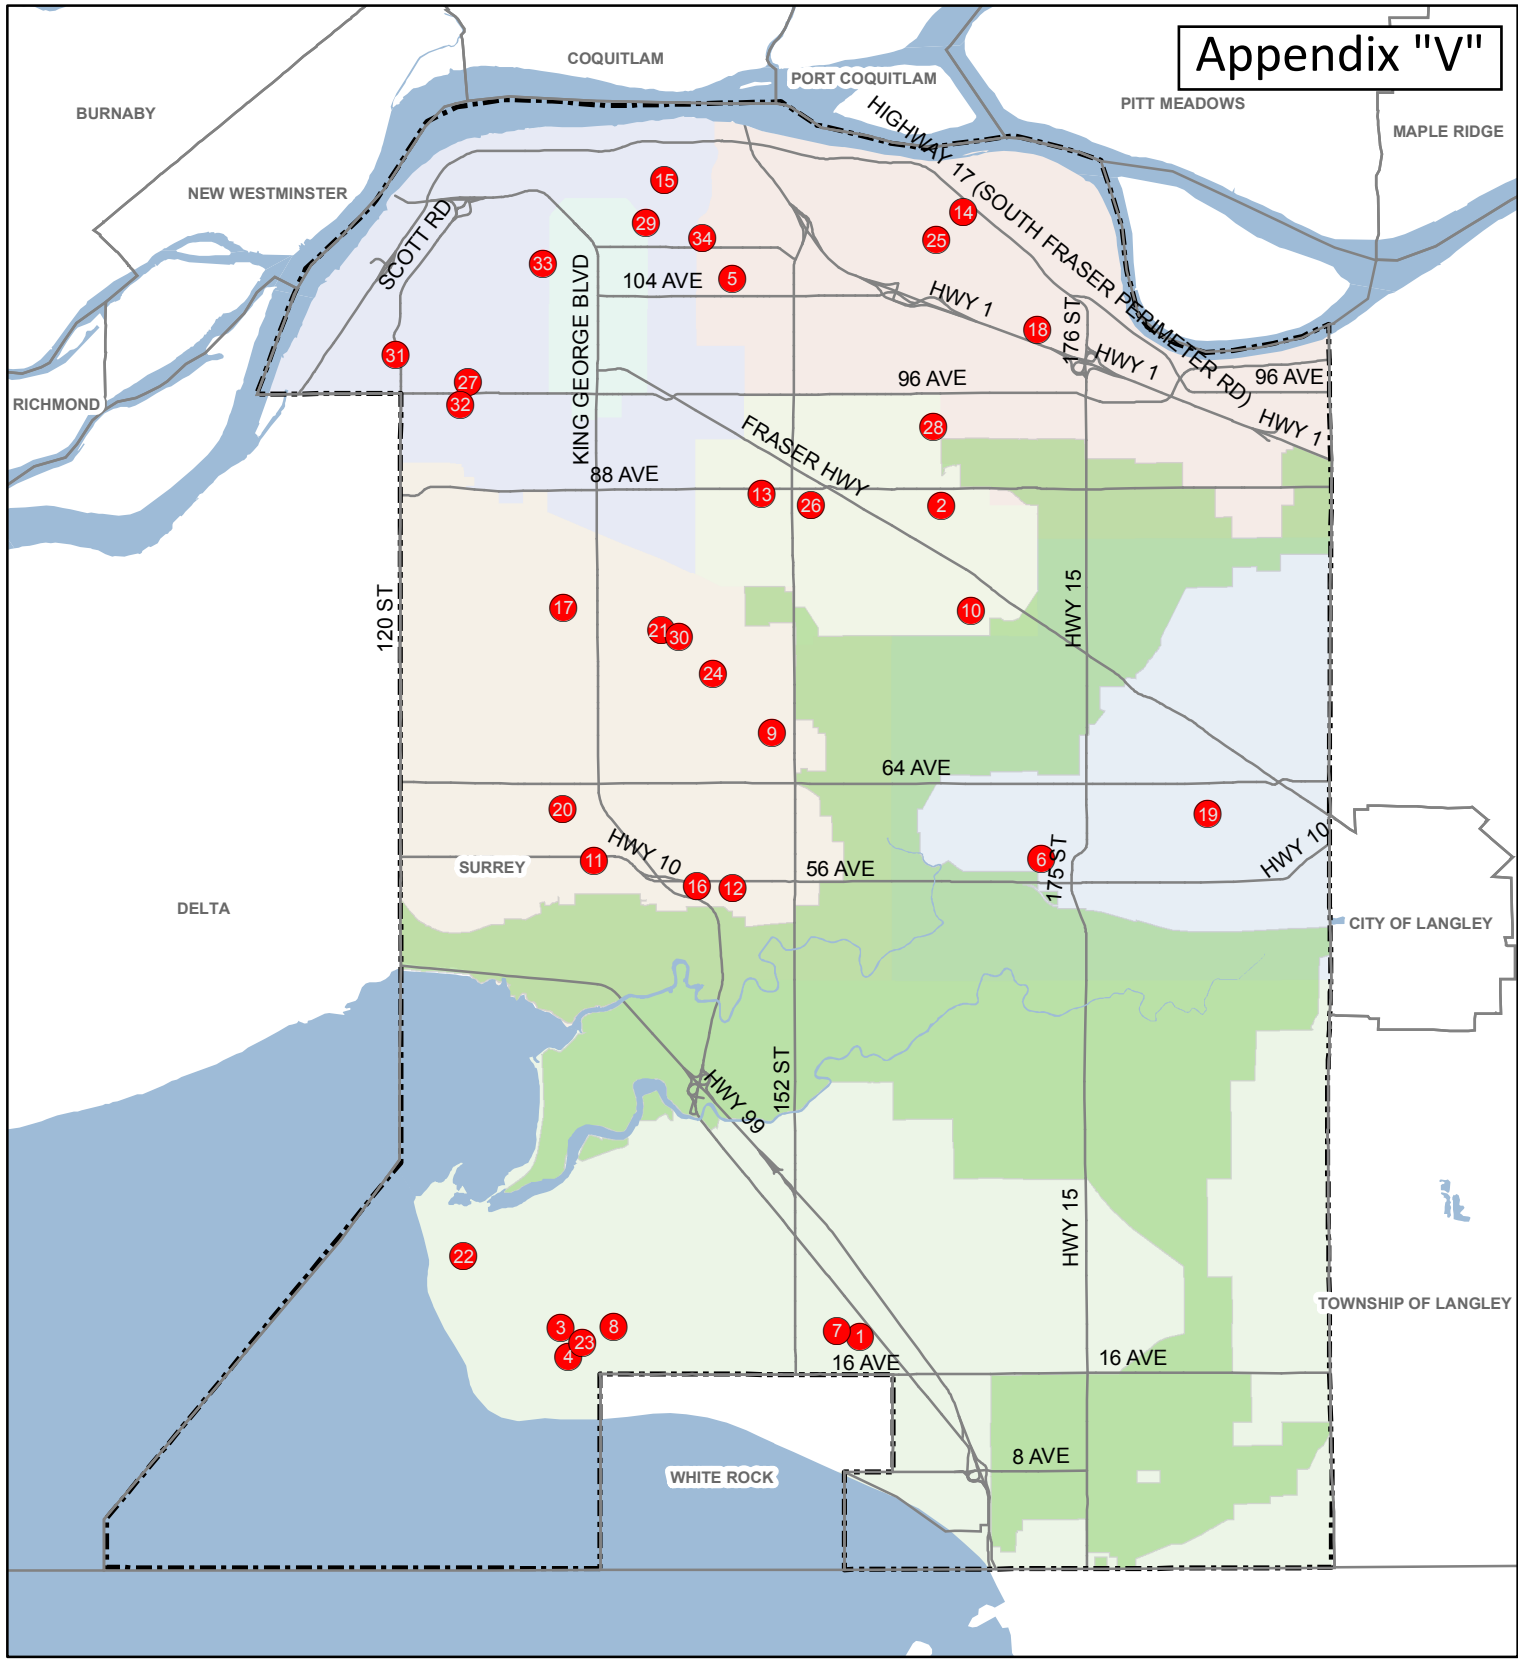 Appendix "V"
COQUITLAM
PORT COQUITLAM
PITT MEADOWS
BURNABY
MAPLE RIDGE
HIGHWAY 17 (SOUTH FRASER PERIMETER RD)
NEW WESTMINSTER
15
14
29
34
25
SCOTT RD
33
5
104 AVE
KING GEORGE BLVD
HWY 1
176 ST
18
31
HWY 1
27
96 AVE
96 AVE
RICHMOND
32
HWY 1
28
FRASER HWY
88 AVE
13
26
2
120 ST
17
10
HWY 15
21
30
24
9
64 AVE
20
19
HWY 10
11
SURREY
HWY 10
6
175 ST
56 AVE
16
12
DELTA
CITY OF LANGLEY
152 ST
HWY 99
HWY 15
22
TOWNSHIP OF LANGLEY
3
8
23
7
1
4
16 AVE
16 AVE
8 AVE
WHITE ROCK